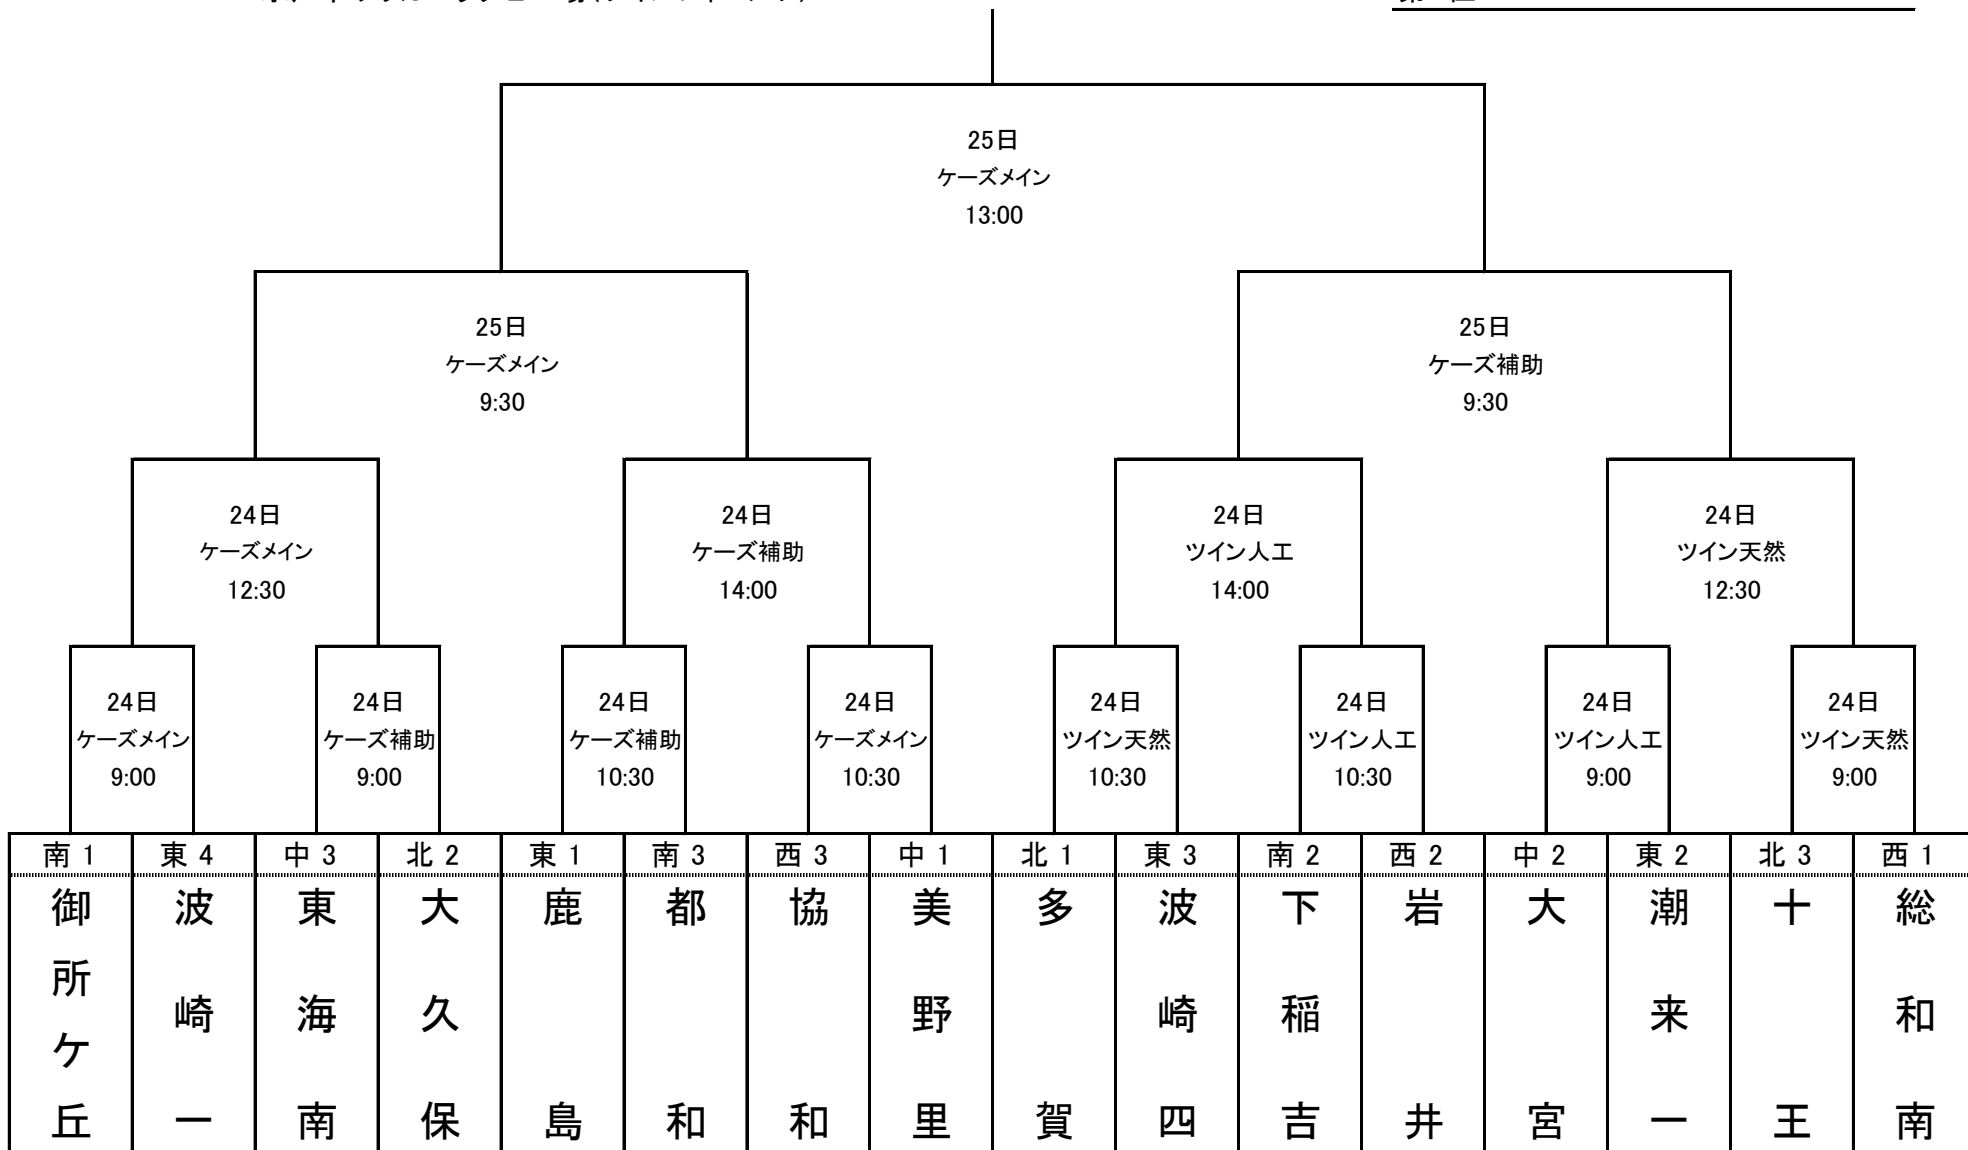 25日
ケーズメイン
13:00
25日
ケーズメイン
9:30
25日
ケーズ補助
9:30
24日
ケーズメイン
12:30
24日
ケーズ補助
14:00
24日
ツイン人工
14:00
24日
ツイン天然
12:30
24日
ケーズメイン
9:00
24日
ケーズ補助
9:00
24日
ケーズ補助
10:30
24日
ケーズメイン
10:30
24日
ツイン天然
10:30
24日
ツイン人工
10:30
24日
ツイン人工
9:00
24日
ツイン天然
9:00
南1
御所ケ丘
東4
波崎一
中3
東海南
北2
大久保
東1
鹿島
南3
都和
西3
協和
中1
美野里
北1
多賀
東3
波崎四
南2
下稲吉
西2
岩井
中2
大宮
東2
潮来一
北3
十王
西1
総和南